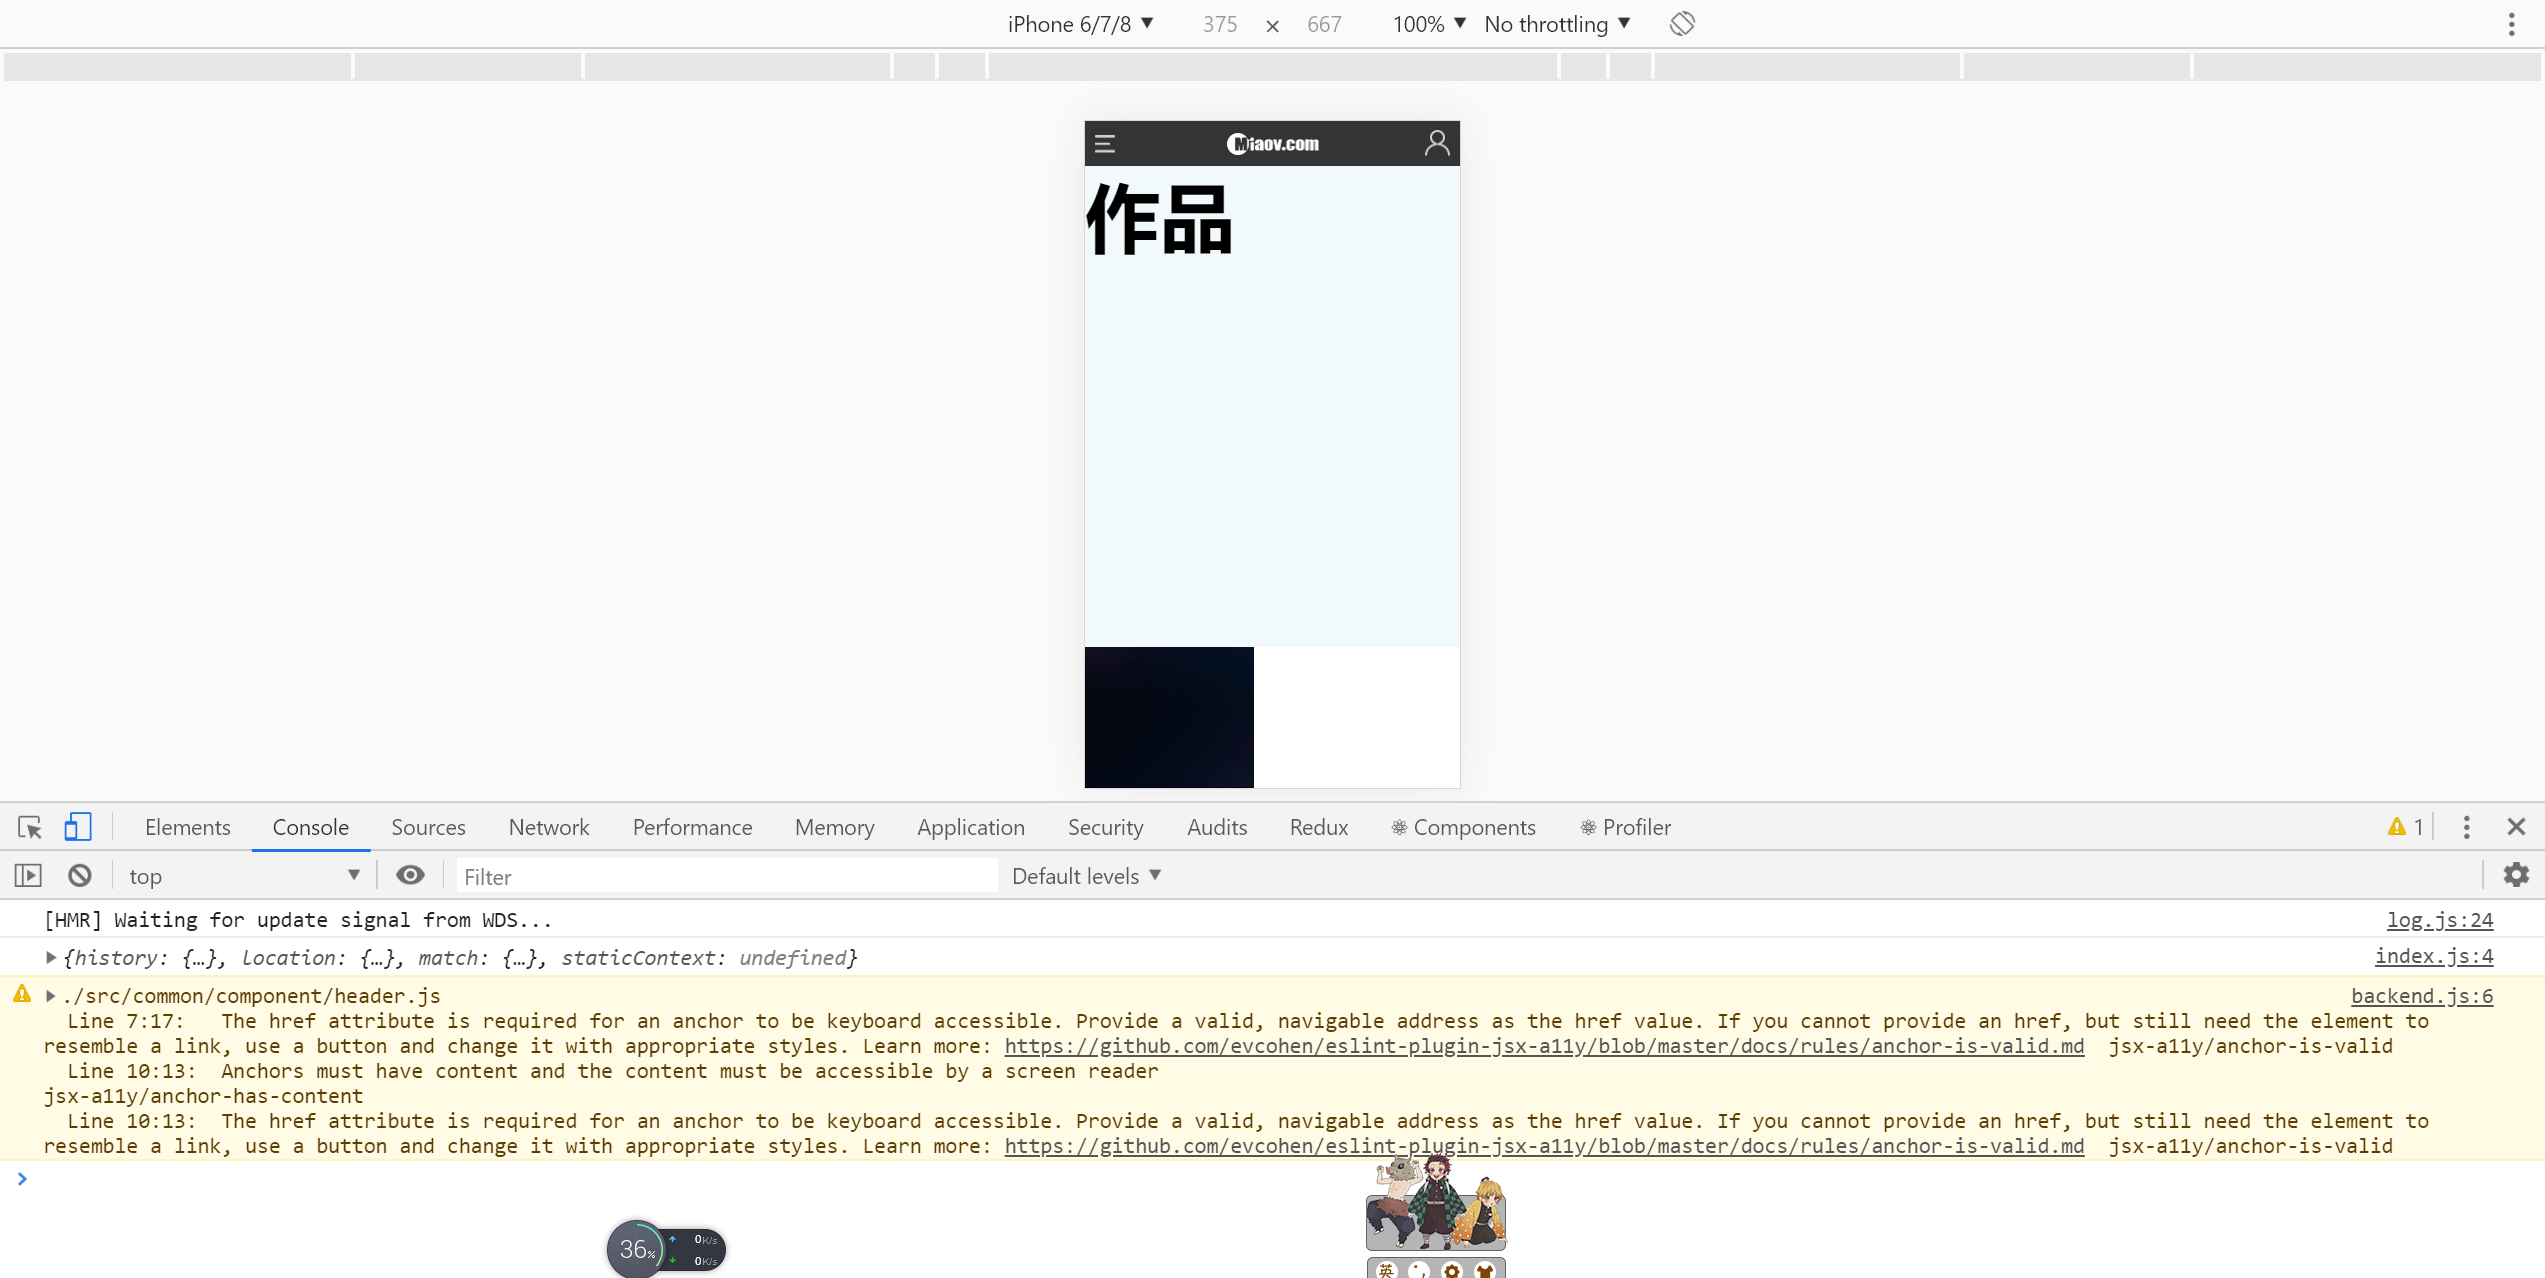 iPhone 6/7/8 ▼ 375 × 667 100% ▼ No throttling ▼
Miaov.com
作品
Elements Console Sources Network Performance Memory Application Security Audits Redux Components Profiler 1
top ▼ Filter Default levels ▼
[HMR] Waiting for update signal from WDS... log.js:24
{history: {…}, location: {…}, match: {…}, staticContext: undefined} index.js:4
./src/common/component/header.js backend.js:6
Line 7:17: The href attribute is required for an anchor to be keyboard accessible. Provide a valid, navigable address as the href value. If you cannot provide an href, but still need the element to
resemble a link, use a button and change it with appropriate styles. Learn more: https://github.com/evcohen/eslint-plugin-jsx-a11y/blob/master/docs/rules/anchor-is-valid.md jsx-a11y/anchor-is-valid
Line 10:13: Anchors must have content and the content must be accessible by a screen reader
jsx-a11y/anchor-has-content
Line 10:13: The href attribute is required for an anchor to be keyboard accessible. Provide a valid, navigable address as the href value. If you cannot provide an href, but still need the element to
resemble a link, use a button and change it with appropriate styles. Learn more: https://github.com/evcohen/eslint-plugin-jsx-a11y/blob/master/docs/rules/anchor-is-valid.md jsx-a11y/anchor-is-valid
36% 0K/s
0K/s
英